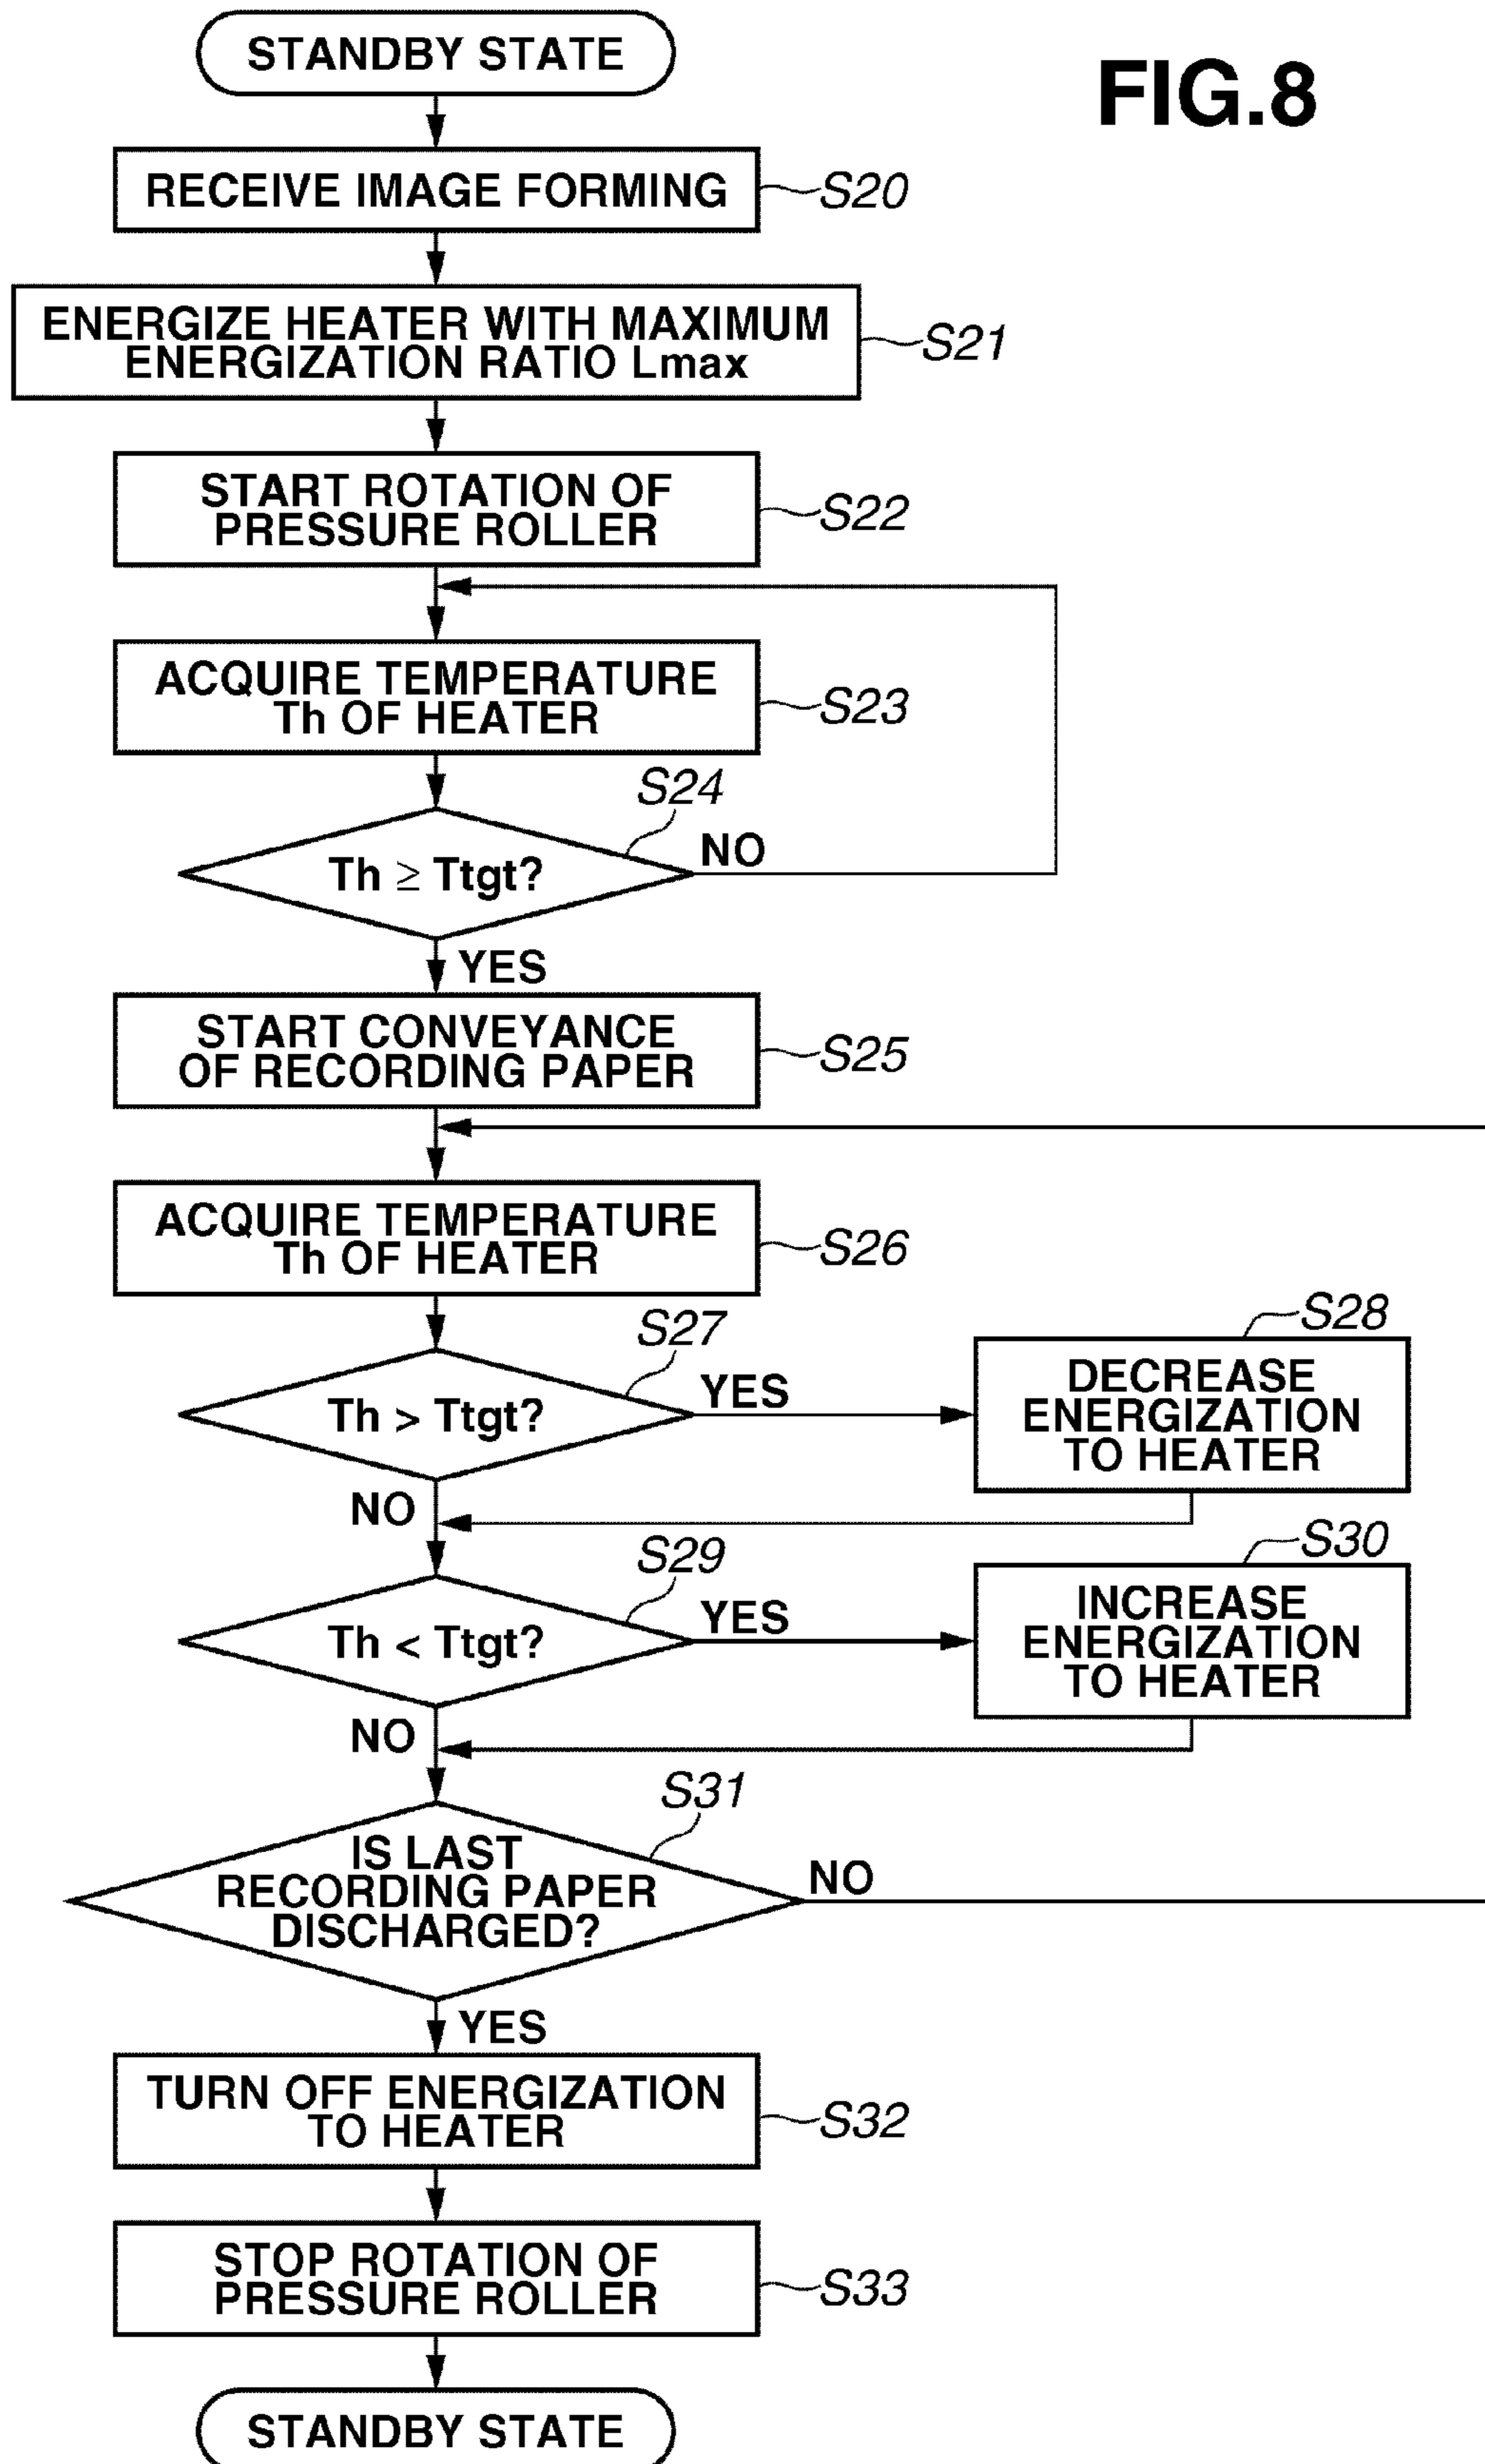 STANDBY STATE
FIG.8
RECEIVE IMAGE FORMING
S20
ENERGIZE HEATER WITH MAXIMUM
ENERGIZATION RATIO Lmax
S21
START ROTATION OF
PRESSURE ROLLER
S22
ACQUIRE TEMPERATURE
Th OF HEATER
S23
S24
Th ≥ Ttgt?
NO
YES
START CONVEYANCE
OF RECORDING PAPER
S25
ACQUIRE TEMPERATURE
Th OF HEATER
S26
S27
Th > Ttgt?
YES
S28
DECREASE
ENERGIZATION
TO HEATER
NO
S29
Th < Ttgt?
YES
S30
INCREASE
ENERGIZATION
TO HEATER
NO
S31
IS LAST
RECORDING PAPER
DISCHARGED?
NO
YES
TURN OFF ENERGIZATION
TO HEATER
S32
STOP ROTATION OF
PRESSURE ROLLER
S33
STANDBY STATE